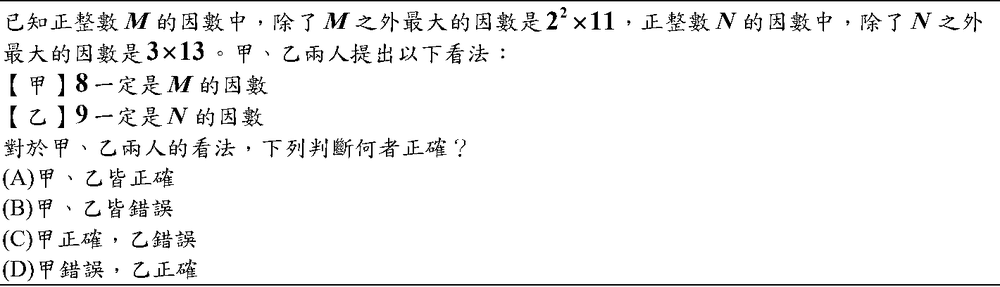 已知正整數 M 的因數中，除了 M 之外最大的因數是 2²×11，正整數 N 的因數中，除了 N 之外
最大的因數是 3×13。甲、乙兩人提出以下看法：
【甲】8 一定是 M 的因數
【乙】9 一定是 N 的因數
對於甲、乙兩人的看法，下列判斷何者正確？
(A)甲、乙皆正確
(B)甲、乙皆錯誤
(C)甲正確，乙錯誤
(D)甲錯誤，乙正確